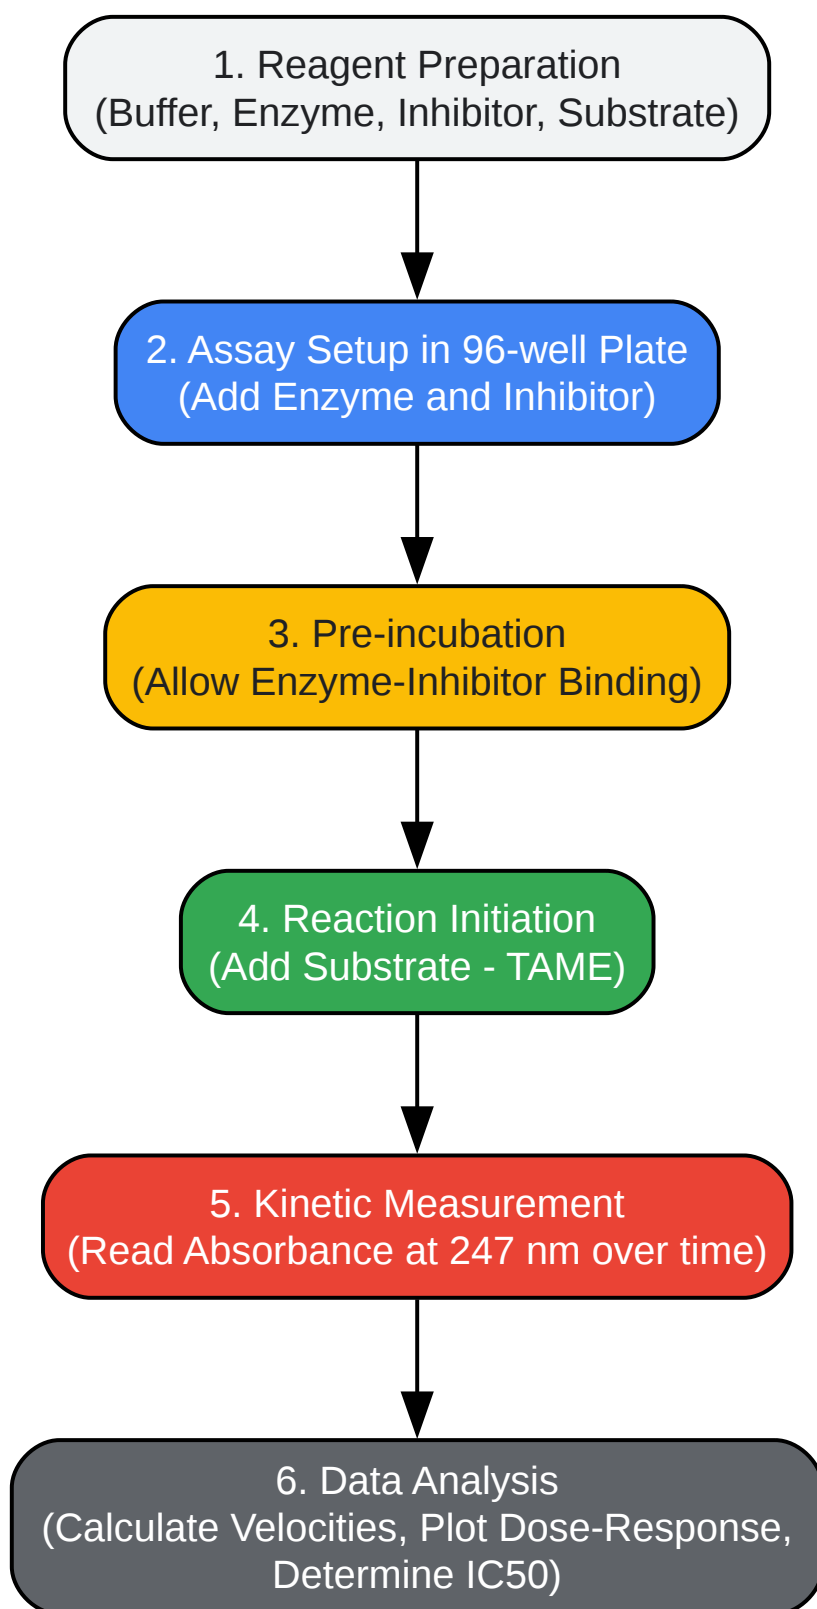 1. Reagent Preparation
(Buffer, Enzyme, Inhibitor, Substrate)
2. Assay Setup in 96-well Plate
(Add Enzyme and Inhibitor)
3. Pre-incubation
(Allow Enzyme-Inhibitor Binding)
4. Reaction Initiation
(Add Substrate - TAME)
5. Kinetic Measurement
(Read Absorbance at 247 nm over time)
6. Data Analysis
(Calculate Velocities, Plot Dose-Response,
Determine IC50)